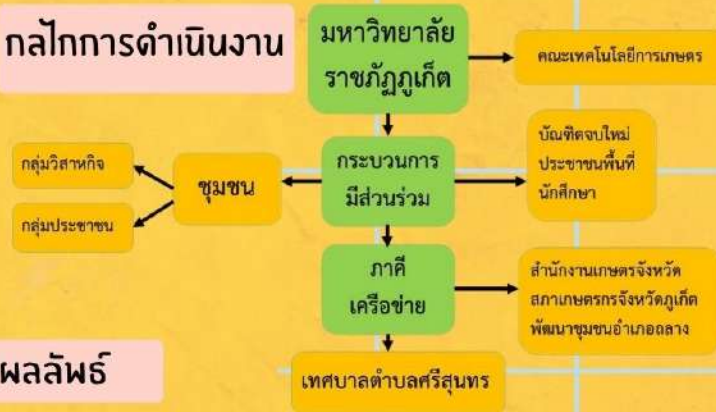 กลไกการดำเนินงาน
มหาวิทยาลัย
ราชภัฏภูเก็ต
คณะเทคโนโลยีการเกษตร
กลุ่มวิสาหกิจ
กลุ่มประชาชน
ชุมชน
กระบวนการ
มีส่วนร่วม
บัณฑิตจบใหม่
ประชาชนพื้นที่
นักศึกษา
ภาคี
เครือข่าย
สำนักงานเกษตรจังหวัด
สภาเกษตรกรจังหวัดภูเก็ต
พัฒนาชุมชนอำเภอถลาง
ผลลัพธ์
เทศบาลตำบลศรีสุนทร